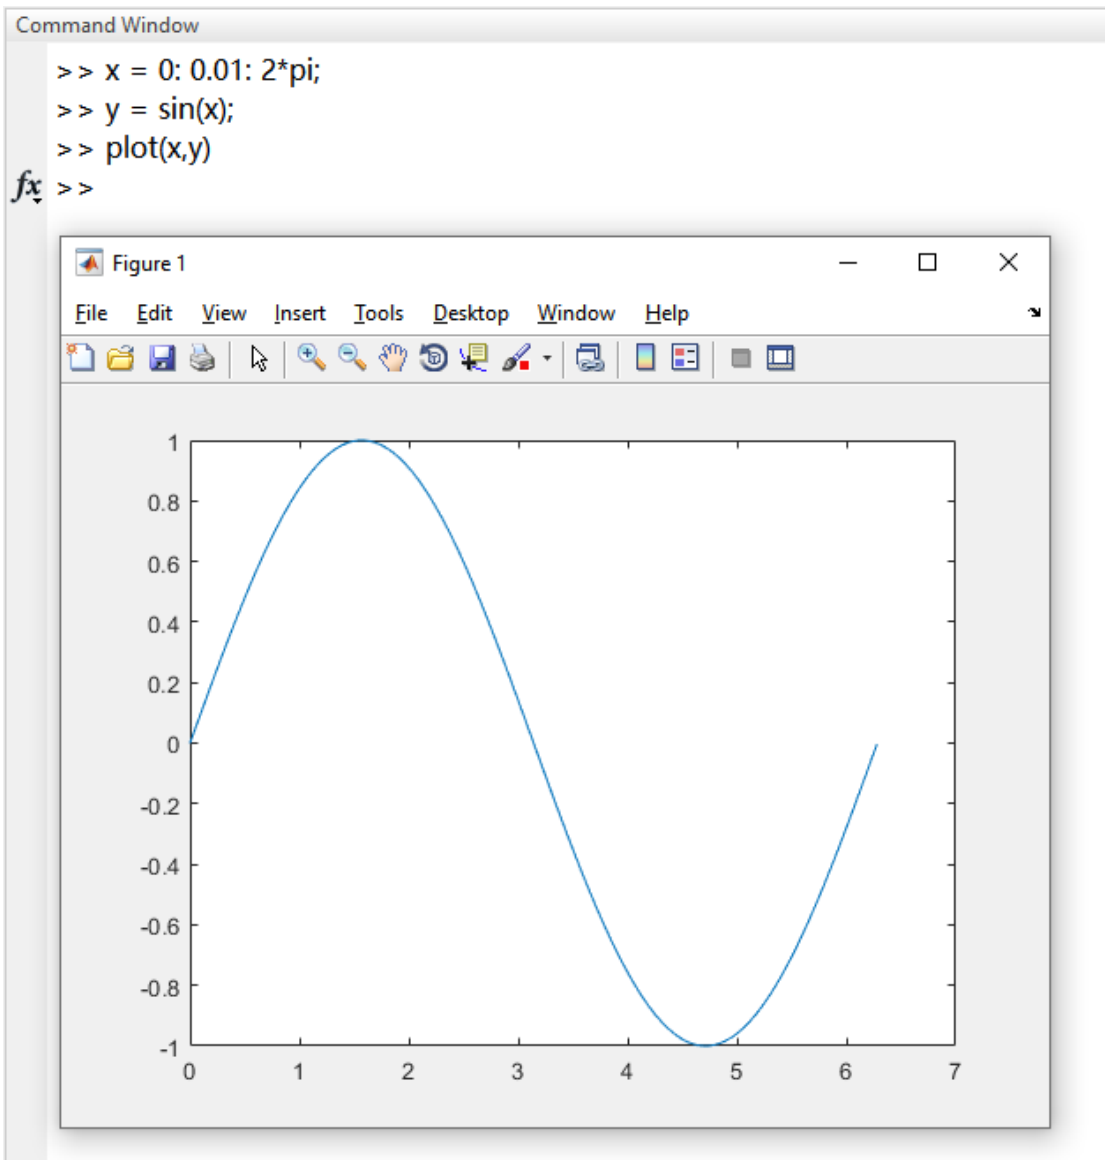 Command Window
>> x = 0: 0.01: 2*pi;
>> y = sin(x);
>> plot(x,y)
fx >>
Figure 1
File Edit View Insert Tools Desktop Window Help
1
0.8
0.6
0.4
0.2
0
-0.2
-0.4
-0.6
-0.8
-1
0 1 2 3 4 5 6 7